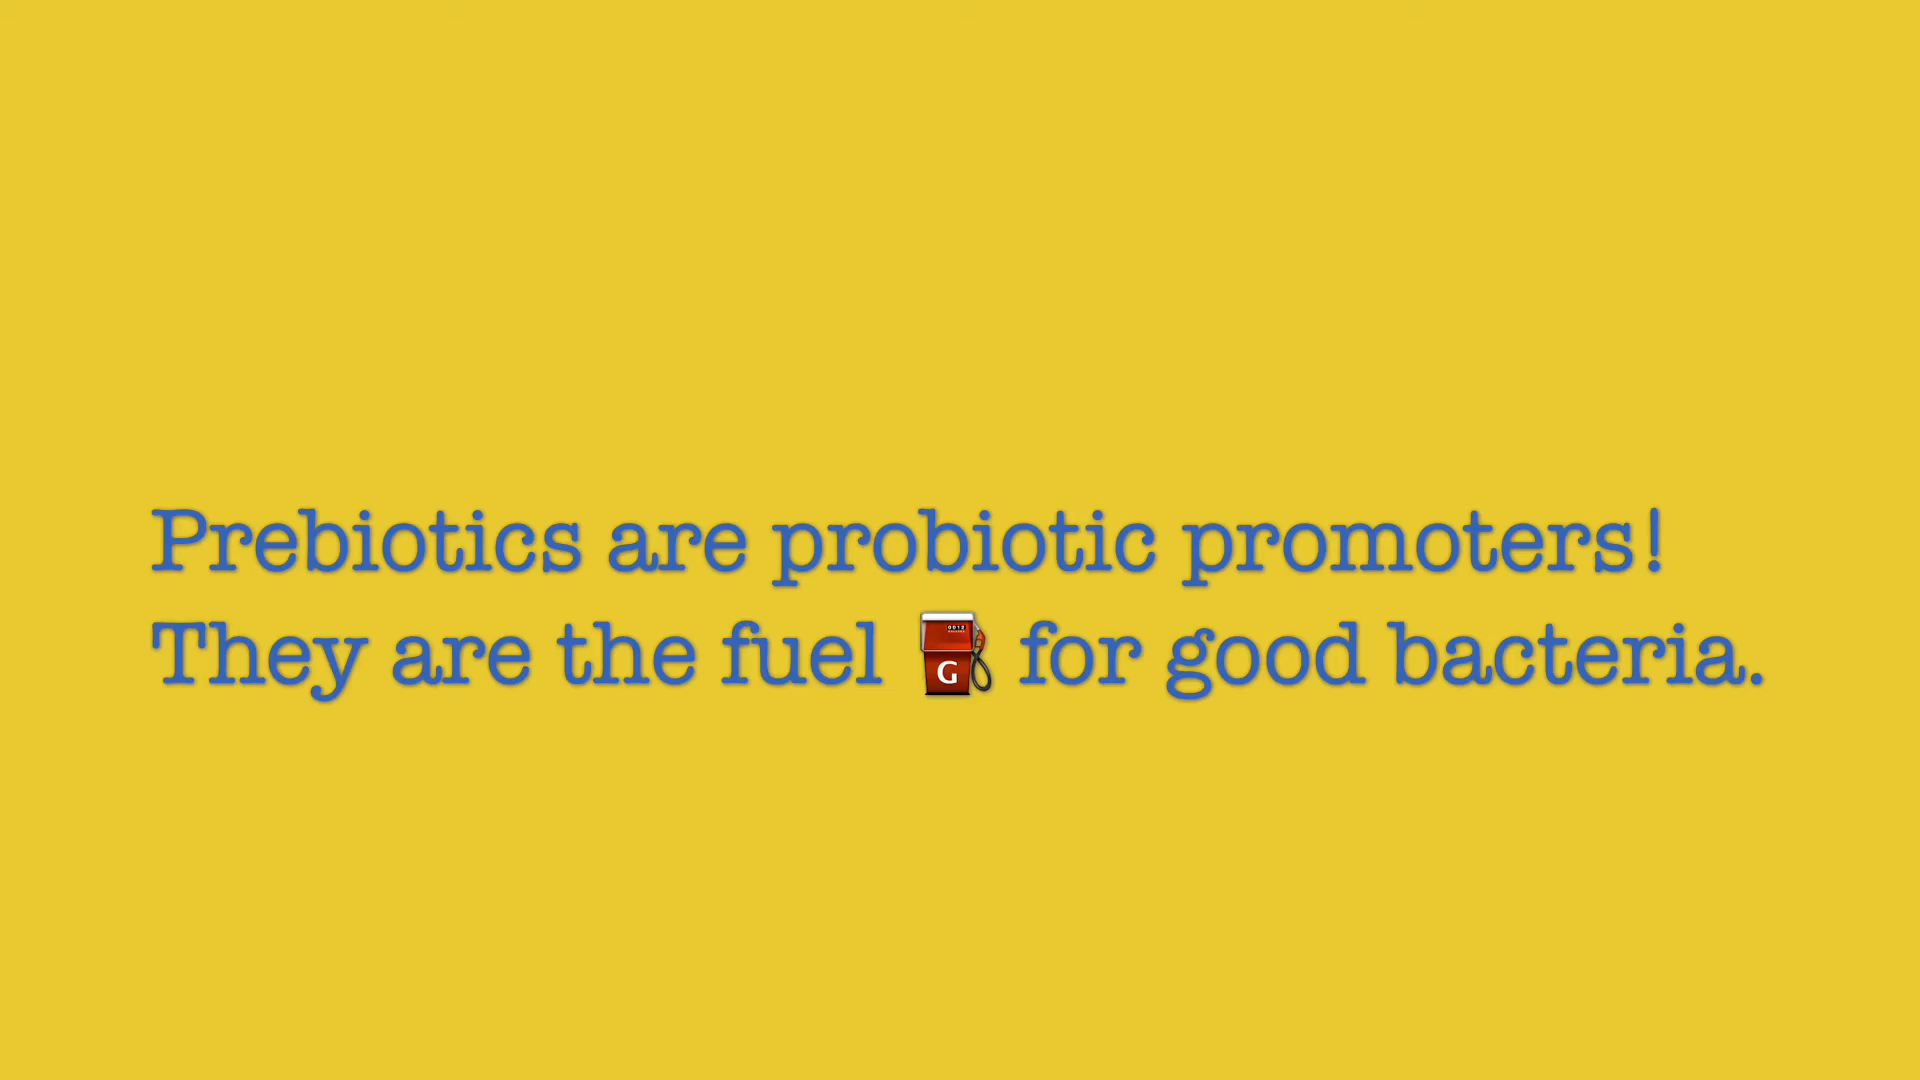 Prebiotics are probiotic promoters!
They are the fuel ⛽ for good bacteria.